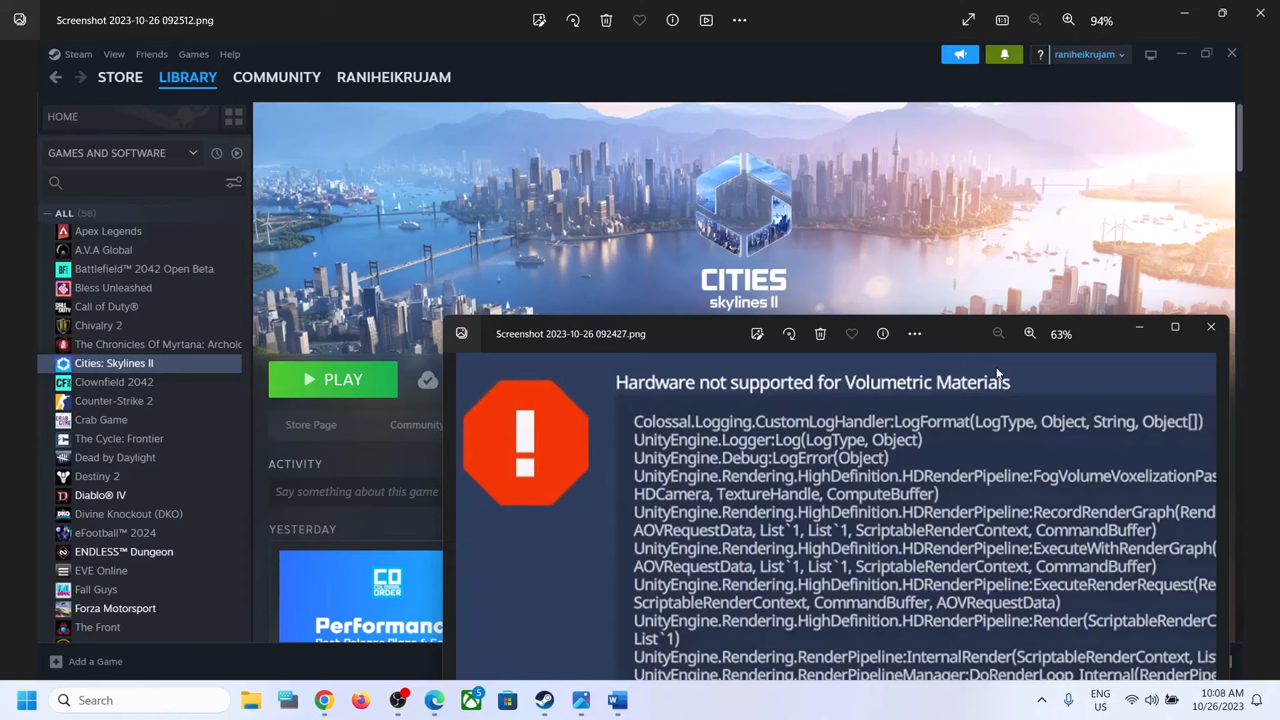 Screenshot 2023-10-26 092512.png
94%
Steam View Friends Games Help
raniheikrujam
STORE LIBRARY COMMUNITY RANIHEIKRUJAM
HOME
GAMES AND SOFTWARE
ALL (58)
Apex Legends
A.V.A Global
Battlefield™ 2042 Open Beta
Bless Unleashed
Call of Duty®
Chivalry 2
The Chronicles Of Myrtana: Archol
Cities: Skylines II
Clownfield 2042
Counter-Strike 2
Crab Game
The Cycle: Frontier
Dead by Daylight
Destiny 2
Diablo® IV
Divine Knockout (DKO)
eFootball™ 2024
ENDLESS™ Dungeon
EVE Online
Fall Guys
Forza Motorsport
The Front
Add a Game
CITIES
skylines II
PLAY
Store Page Community
ACTIVITY
Say something about this game
YESTERDAY
CO
Performanc
Screenshot 2023-10-26 092427.png
63%
Hardware not supported for Volumetric Materials
Colossal.Logging.CustomLogHandler:LogFormat(LogType, Object, String, Object[])
UnityEngine.Logger:Log(LogType, Object)
UnityEngine.Debug:LogError(Object)
UnityEngine.Rendering.HighDefinition.HDRenderPipeline:FogVolumeVoxelizationPas
HDCamera, TextureHandle, ComputeBuffer)
UnityEngine.Rendering.HighDefinition.HDRenderPipeline:RecordRenderGraph(Rend
AOVRequestData, List`1, List`1, ScriptableRenderContext, CommandBuffer)
UnityEngine.Rendering.HighDefinition.HDRenderPipeline:ExecuteWithRenderGraph(
AOVRequestData, List`1, List`1, ScriptableRenderContext, CommandBuffer)
UnityEngine.Rendering.HighDefinition.HDRenderPipeline:ExecuteRenderRequest(Re
ScriptableRenderContext, CommandBuffer, AOVRequestData)
UnityEngine.Rendering.HighDefinition.HDRenderPipeline:Render(ScriptableRenderC
List`1)
UnityEngine.Rendering.RenderPipeline:InternalRender(ScriptableRenderContext, Lis
UnityEngine.Rendering.RenderPipelineManager:DoRenderLoop_Internal(RenderPi
Search
5
ENG
US
10:08 AM
10/26/2023